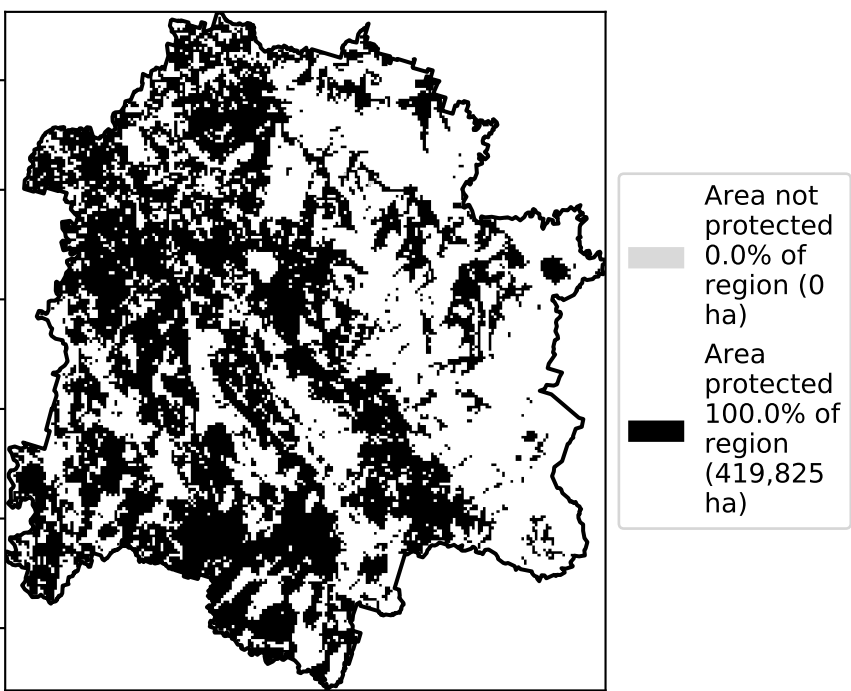 Area not
protected
0.0% of
region (0
ha)
Area
protected
100.0% of
region
(419,825
ha)